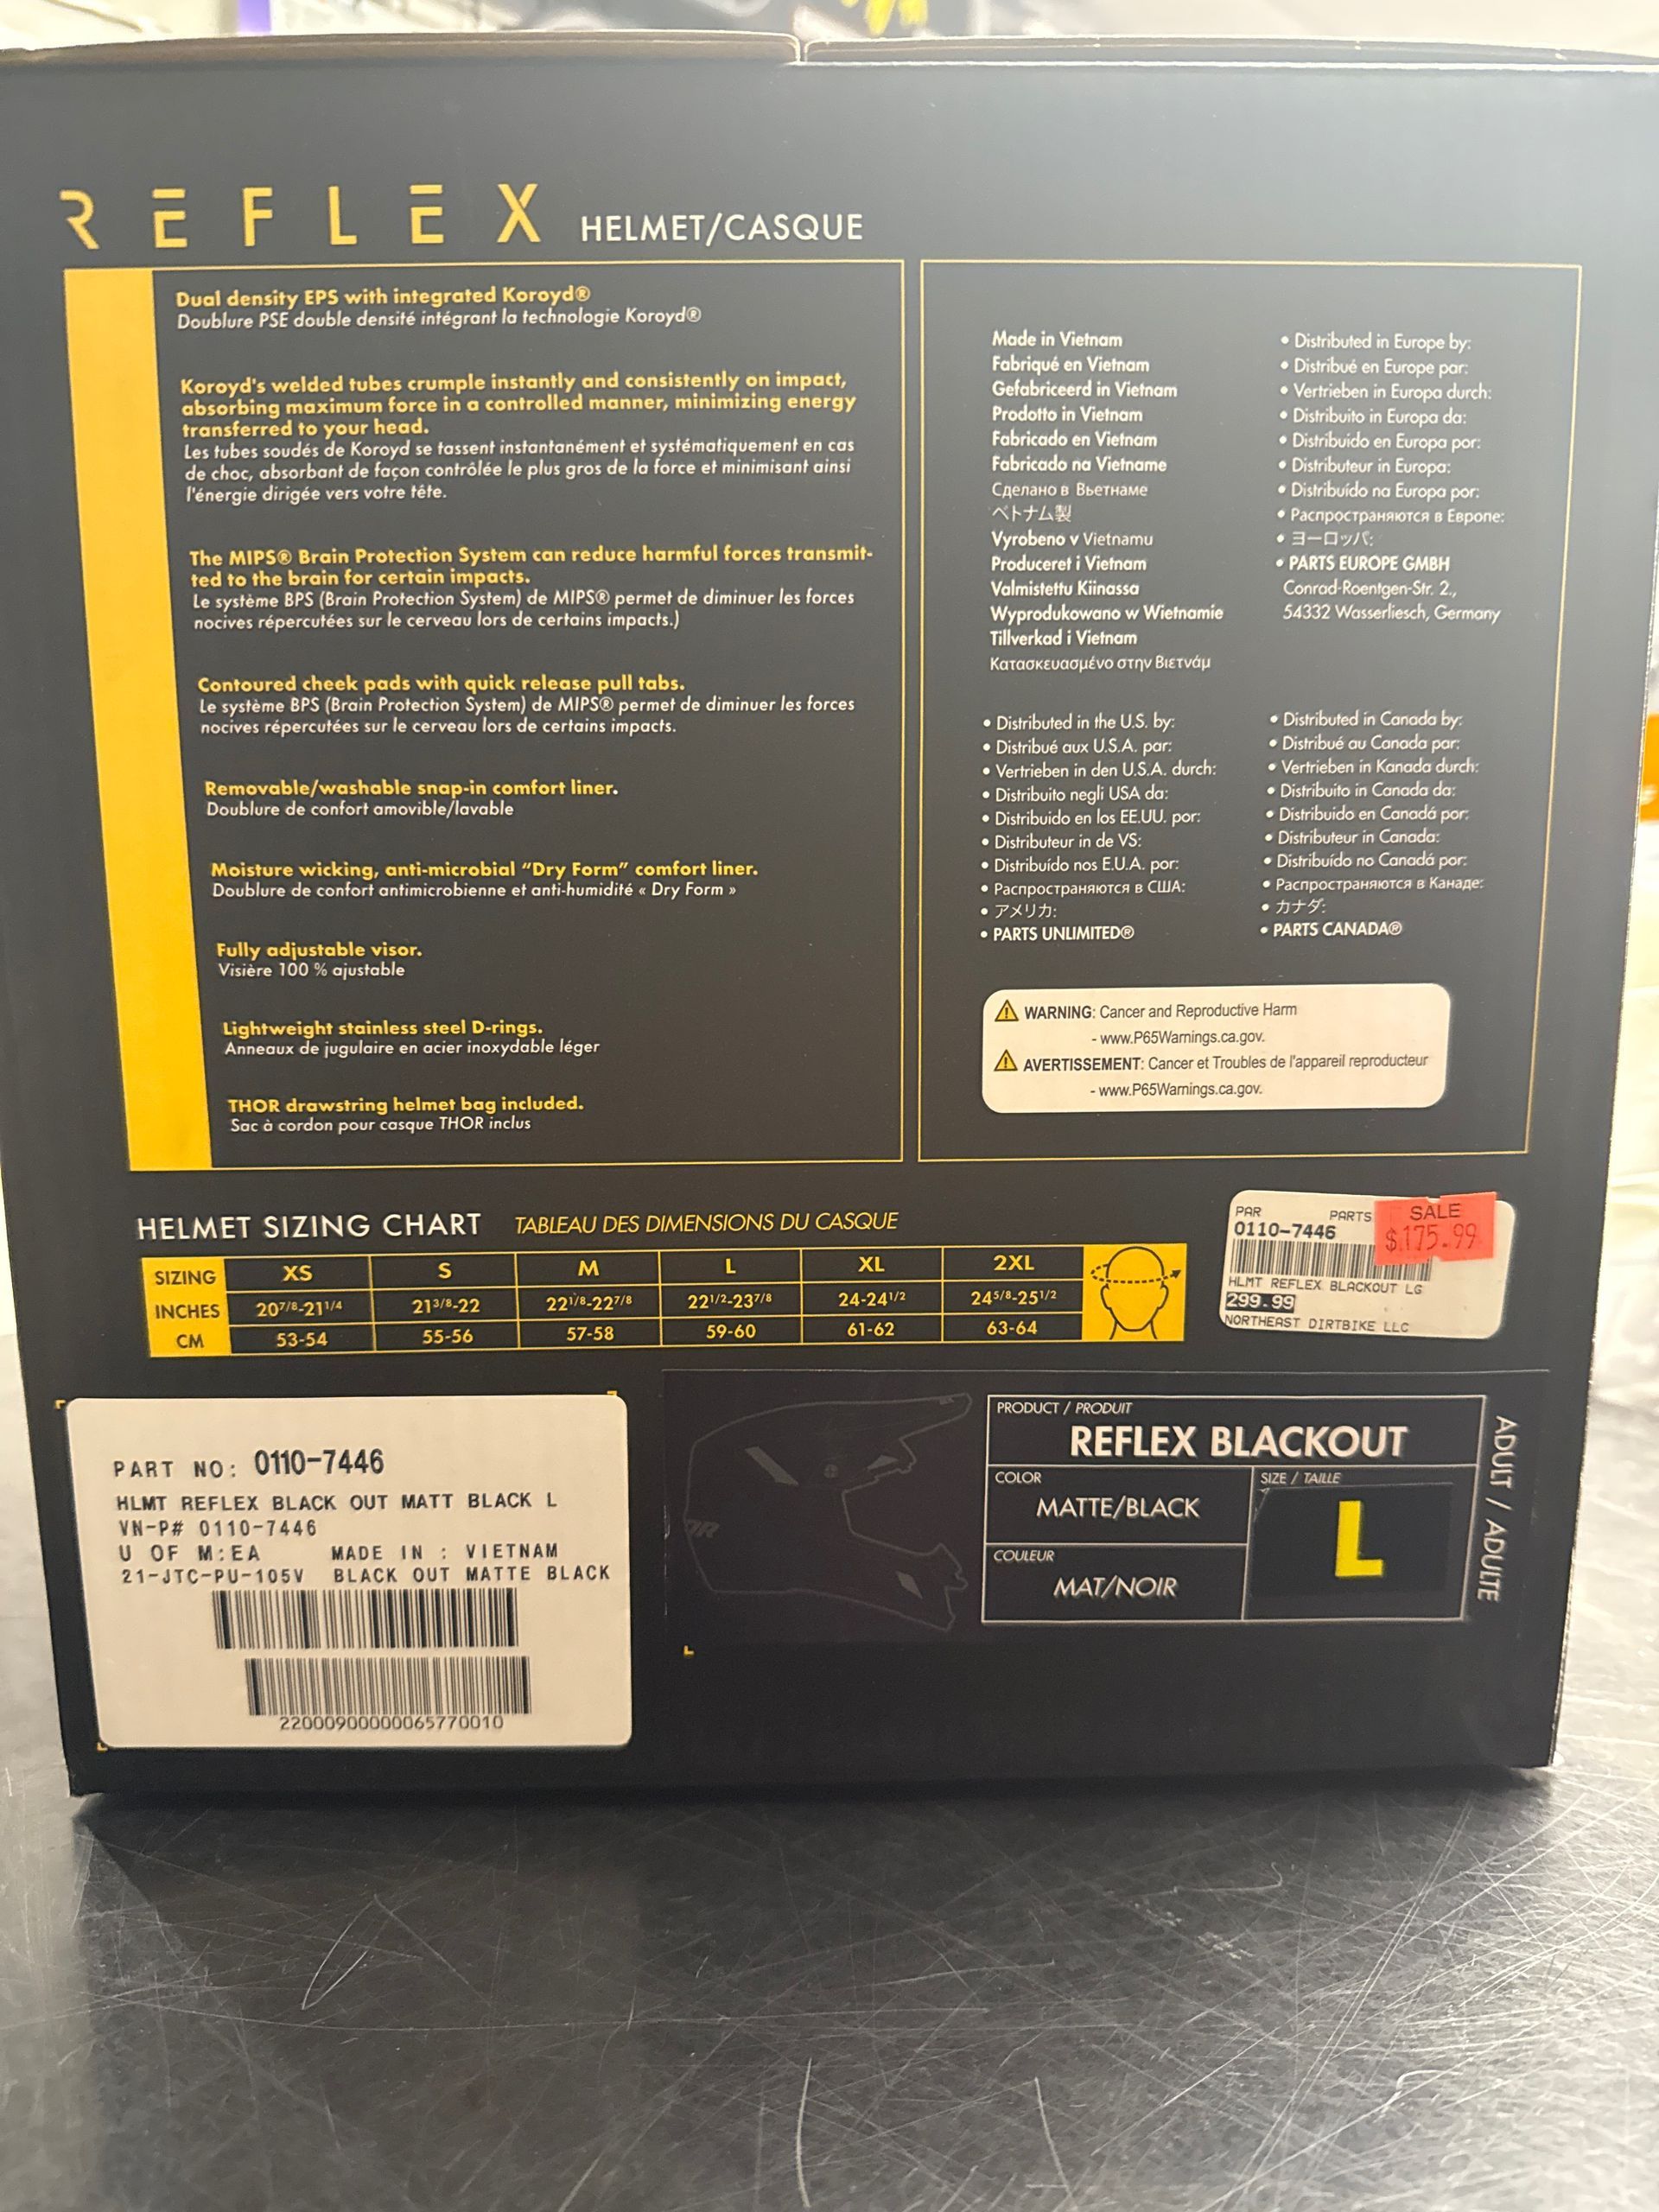 REFLEX HELMET/CASQUE
Dual density EPS with integrated Koroyd®
Doublure PSE double densité intégrant la technologie Koroyd®
Koroyd's welded tubes crumple instantly and consistently on impact,
absorbing maximum force in a controlled manner, minimizing energy
transferred to your head.
Les tubes soudés de Koroyd se tassent instantanément et systématiquement en cas
de choc, absorbant de façon contrôlée le plus gros de la force et minimisant ainsi
l'énergie dirigée vers votre tête.
The MIPS® Brain Protection System can reduce harmful forces transmit-
ted to the brain for certain impacts.
Le système BPS (Brain Protection System) de MIPS® permet de diminuer les forces
nocives répercutées sur le cerveau lors de certains impacts.)
Contoured cheek pads with quick release pull tabs.
Le système BPS (Brain Protection System) de MIPS® permet de diminuer les forces
nocives répercutées sur le cerveau lors de certains impacts.
Removable/washable snap-in comfort liner.
Doublure de confort amovible/lavable
Moisture wicking, anti-microbial “Dry Form” comfort liner.
Doublure de confort antimicrobienne et anti-humidité « Dry Form »
Fully adjustable visor.
Visière 100 % ajustable
Lightweight stainless steel D-rings.
Anneaux de jugulaire en acier inoxydable léger
THOR drawstring helmet bag included.
Sac à cordon pour casque THOR inclus
Made in Vietnam
Fabriqué en Vietnam
Gefabriceerd in Vietnam
Prodotto in Vietnam
Fabricado en Vietnam
Fabricado na Vietname
Сделано в Вьетнаме
ベトナム製
Vyrobeno v Vietnamu
Produceret i Vietnam
Valmistettu Kiinassa
Wyprodukowano w Wietnamie
Tillverkad i Vietnam
Κατασκευασμένο στην Βιετνάμ
• Distributed in Europe by:
• Distribué en Europe par:
• Vertrieben in Europa durch:
• Distribuito in Europa da:
• Distribuido en Europa por:
• Distributeur in Europa:
• Distribuído na Europa por:
• Распространяются в Европе:
• ヨーロッパ:
• PARTS EUROPE GMBH
Conrad-Roentgen-Str. 2.,
54332 Wasserliesch, Germany
• Distributed in the U.S. by:
• Distribué aux U.S.A. par:
• Vertrieben in den U.S.A. durch:
• Distribuito negli USA da:
• Distribuido en los EE.UU. por:
• Distributeur in de VS:
• Distribuído nos E.U.A. por:
• Распространяются в США:
• アメリカ:
• PARTS UNLIMITED®
• Distributed in Canada by:
• Distribué au Canada par:
• Vertrieben in Kanada durch:
• Distribuito in Canada da:
• Distribuido en Canadá por:
• Distributeur in Canada:
• Distribuído no Canadá por:
• Распространяются в Канаде:
• カナダ:
• PARTS CANADA®
WARNING: Cancer and Reproductive Harm
- www.P65Warnings.ca.gov.
AVERTISSEMENT: Cancer et Troubles de l'appareil reproducteur
- www.P65Warnings.ca.gov.
HELMET SIZING CHART TABLEAU DES DIMENSIONS DU CASQUE
SIZING XS S M L XL 2XL
INCHES 20⁷/⁸-21¹/⁴ 21³/⁸-22 22¹/⁸-22⁷/⁸ 22¹/²-23⁷/⁸ 24-24¹/² 24⁵/⁸-25¹/²
CM 53-54 55-56 57-58 59-60 61-62 63-64
PAR PARTS
SALE
$175.99
0110-7446
HLMT REFLEX BLACKOUT LG
299.99
NORTHEAST DIRTBIKE LLC
PART NO: 0110-7446
HLMT REFLEX BLACK OUT MATT BLACK L
VN-P# 0110-7446
U OF M:EA MADE IN : VIETNAM
21-JTC-PU-105V BLACK OUT MATTE BLACK
22000900000065770010
PRODUCT / PRODUIT
REFLEX BLACKOUT
COLOR
MATTE/BLACK
COULEUR
MAT/NOIR
SIZE / TAILLE
L
ADULT / ADULTE